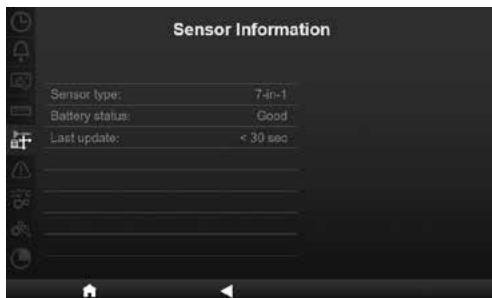 Sensor Information
Sensor type: 7-in-1
Battery status: Good
Last update: < 30 sec